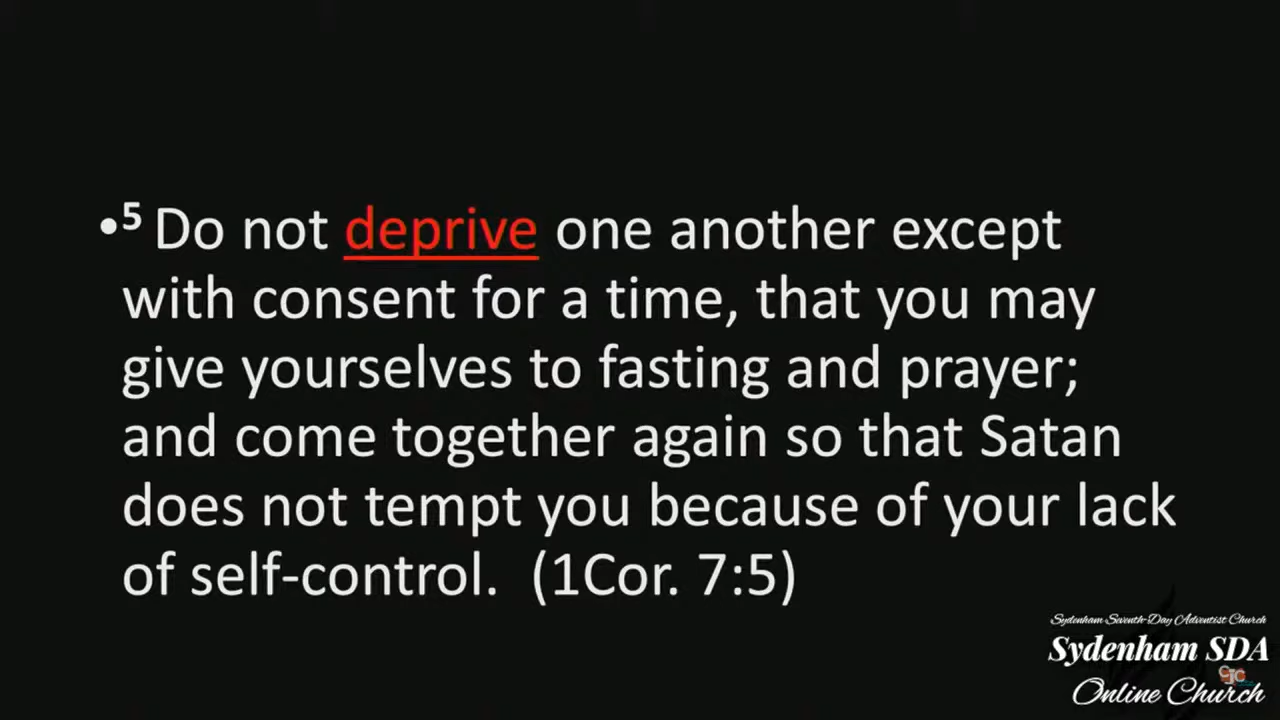 •⁵ Do not deprive one another except
with consent for a time, that you may
give yourselves to fasting and prayer;
and come together again so that Satan
does not tempt you because of your lack
of self-control.  (1Cor. 7:5)
Sydenham Seventh-Day Adventist Church
Sydenham SDA
Online Church